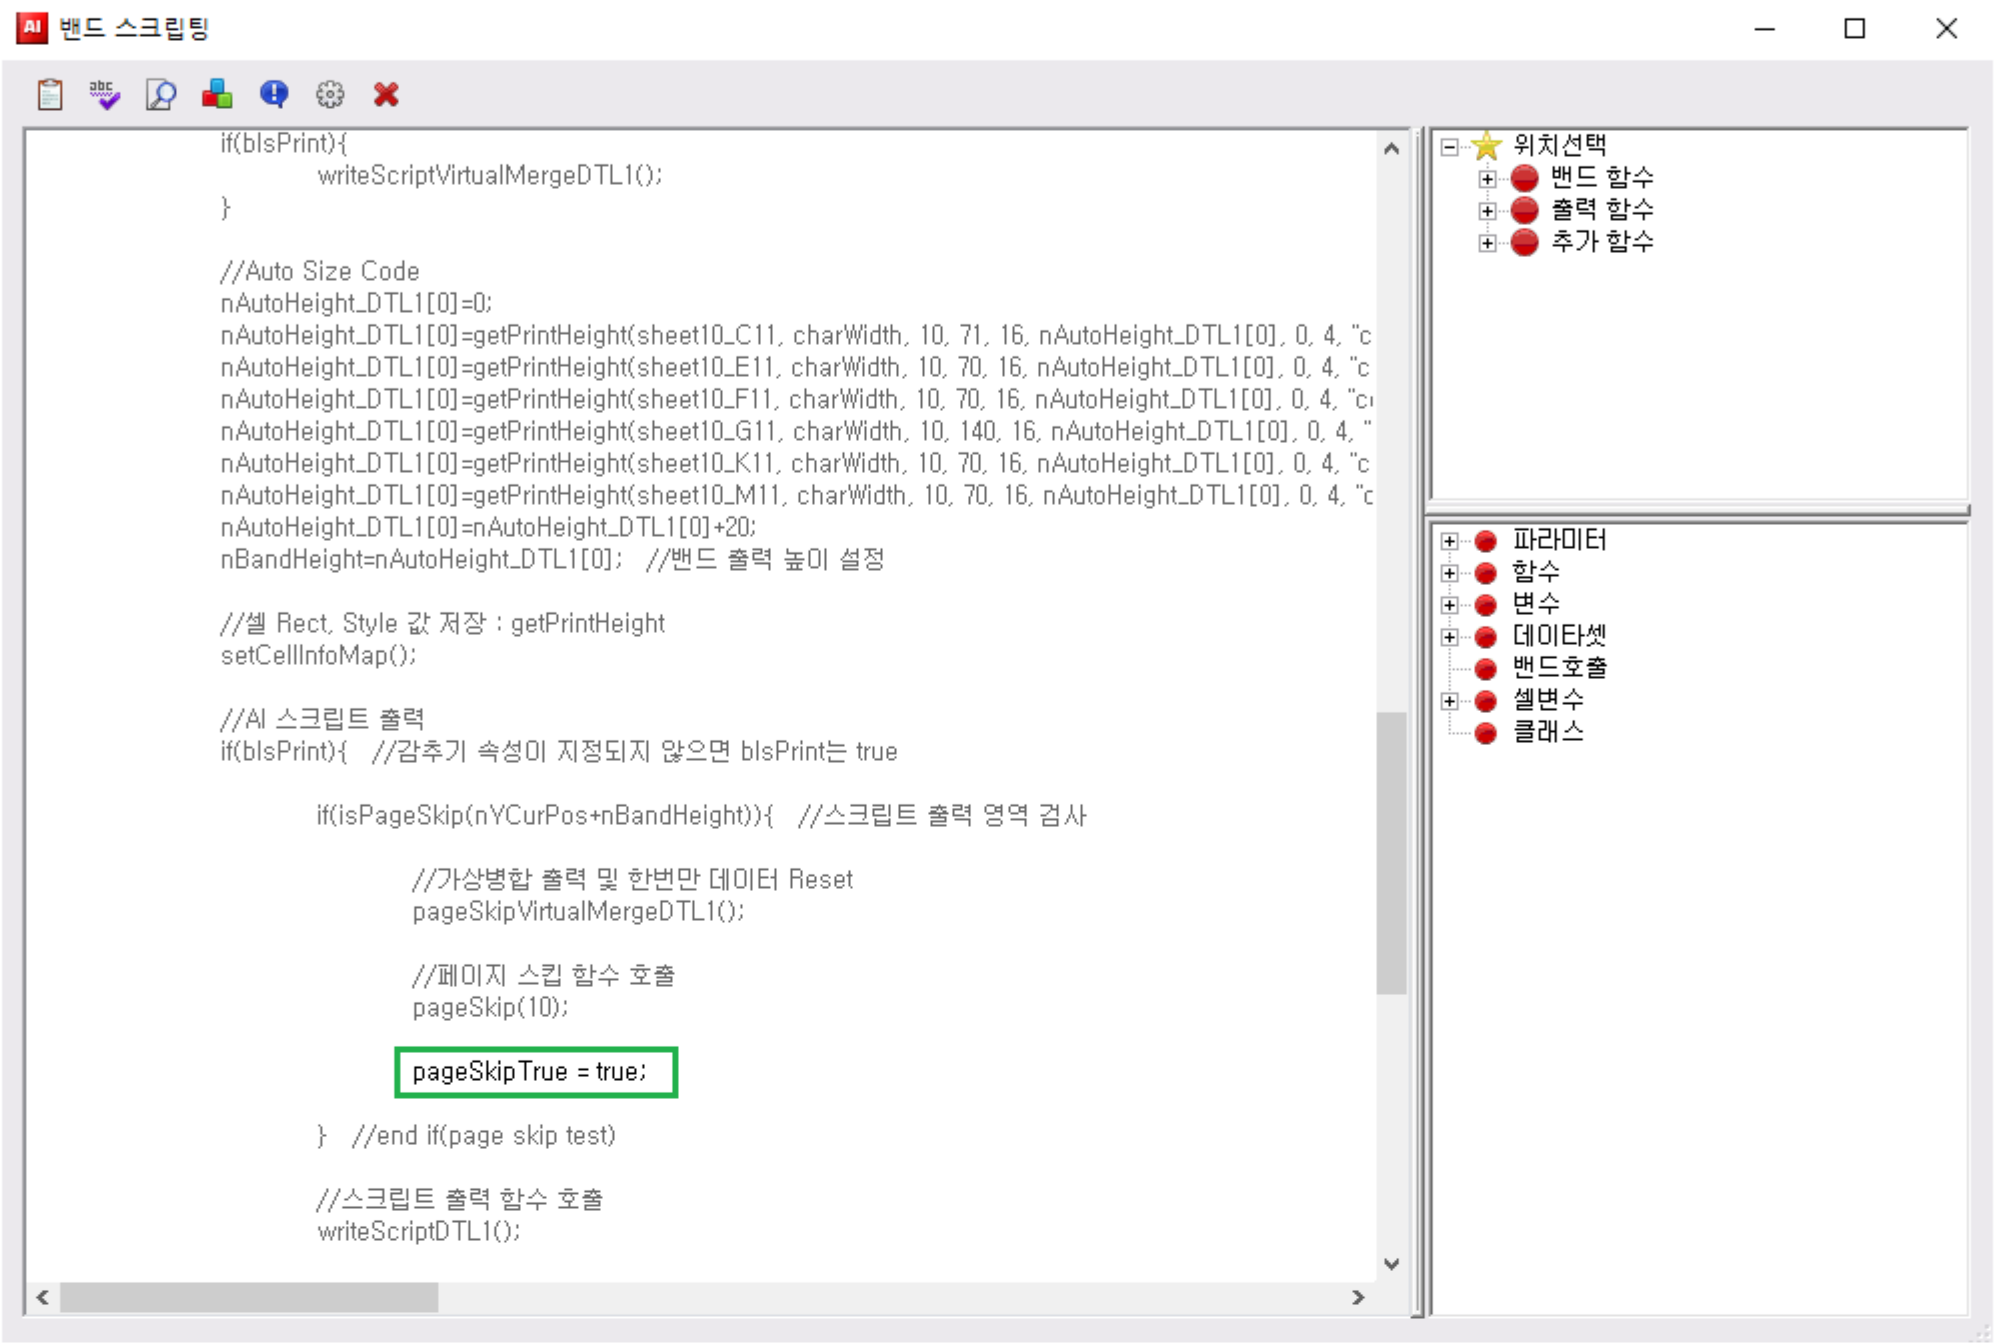 밴드 스크립팅
if(bIsPrint){
writeScriptVirtualMergeDTL1();
}
//Auto Size Code
nAutoHeight_DTL1[0]=0;
nAutoHeight_DTL1[0]=getPrintHeight(sheet10_C11, charWidth, 10, 71, 16, nAutoHeight_DTL1[0], 0, 4, "c
nAutoHeight_DTL1[0]=getPrintHeight(sheet10_E11, charWidth, 10, 70, 16, nAutoHeight_DTL1[0], 0, 4, "c
nAutoHeight_DTL1[0]=getPrintHeight(sheet10_F11, charWidth, 10, 70, 16, nAutoHeight_DTL1[0], 0, 4, "c
nAutoHeight_DTL1[0]=getPrintHeight(sheet10_G11, charWidth, 10, 140, 16, nAutoHeight_DTL1[0], 0, 4, "
nAutoHeight_DTL1[0]=getPrintHeight(sheet10_K11, charWidth, 10, 70, 16, nAutoHeight_DTL1[0], 0, 4, "c
nAutoHeight_DTL1[0]=getPrintHeight(sheet10_M11, charWidth, 10, 70, 16, nAutoHeight_DTL1[0], 0, 4, "c
nAutoHeight_DTL1[0]=nAutoHeight_DTL1[0]+20;
nBandHeight=nAutoHeight_DTL1[0]; //밴드 출력 높이 설정
//셀 Rect, Style 값 저장 : getPrintHeight
setCellInfoMap();
//AI 스크립트 출력
if(bIsPrint){ //감추기 속성이 지정되지 않으면 bIsPrint는 true
if(isPageSkip(nYCurPos+nBandHeight)){ //스크립트 출력 영역 검사
//가상병합 출력 및 한번만 데이터 Reset
pageSkipVirtualMergeDTL1();
//페이지 스킵 함수 호출
pageSkip(10);
pageSkipTrue = true;
} //end if(page skip test)
//스크립트 출력 함수 호출
writeScriptDTL1();
위치선택
밴드 함수
출력 함수
추가 함수
파라미터
함수
변수
데이타셋
밴드호출
셀변수
클래스